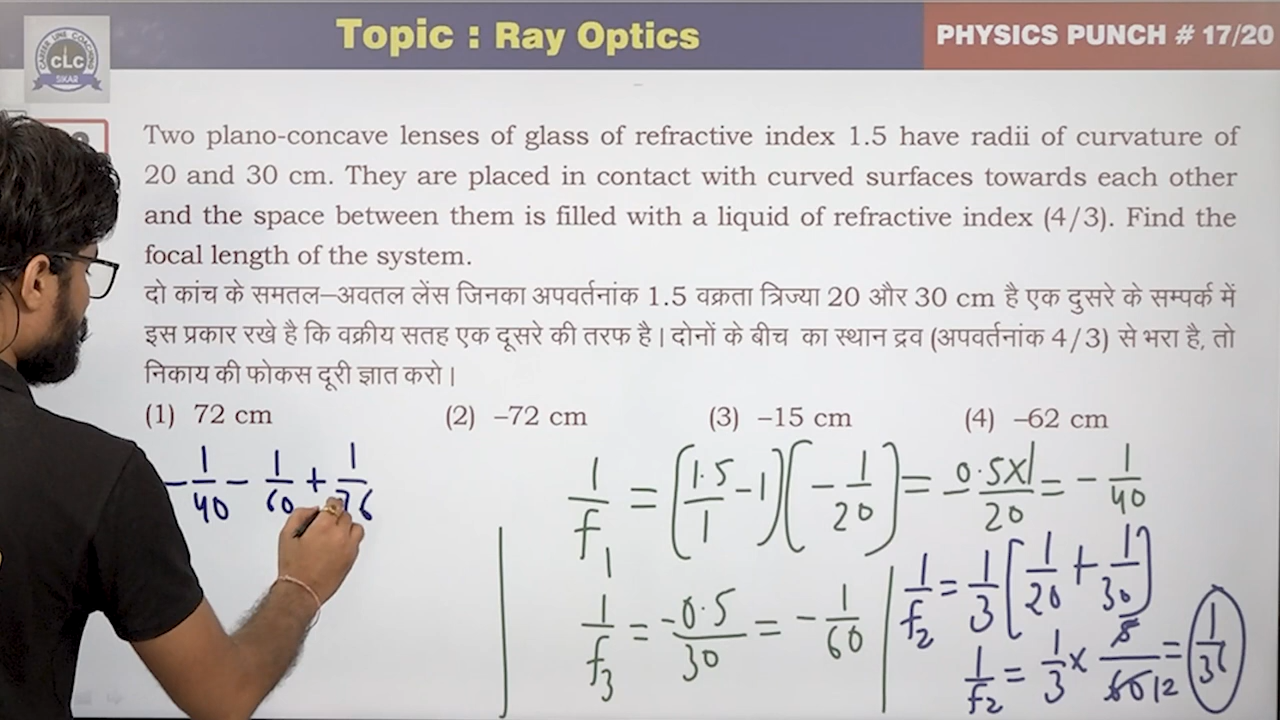 Topic : Ray Optics
PHYSICS PUNCH # 17/20
CAREER LINE COACHING
CLC
SIKAR
Two plano-concave lenses of glass of refractive index 1.5 have radii of curvature of
20 and 30 cm. They are placed in contact with curved surfaces towards each other
and the space between them is filled with a liquid of refractive index (4/3). Find the
focal length of the system.
दो कांच के समतल–अवतल लेंस जिनका अपवर्तनांक 1.5 वक्रता त्रिज्या 20 और 30 cm है एक दुसरे के सम्पर्क में
इस प्रकार रखे है कि वक्रीय सतह एक दूसरे की तरफ है। दोनों के बीच का स्थान द्रव (अपवर्तनांक 4/3) से भरा है, तो
निकाय की फोकस दूरी ज्ञात करो।
(1) 72 cm (2) –72 cm (3) –15 cm (4) –62 cm
- 1/40 - 1/60 + 1/36
1/f₁ = (1.5/1 - 1)(- 1/20) = -0.5x1/20 = - 1/40
1/f₃ = -0.5/30 = - 1/60
1/f₂ = 1/3 [1/20 + 1/30]
1/f₂ = 1/3 x 5/60 12 = 1/36